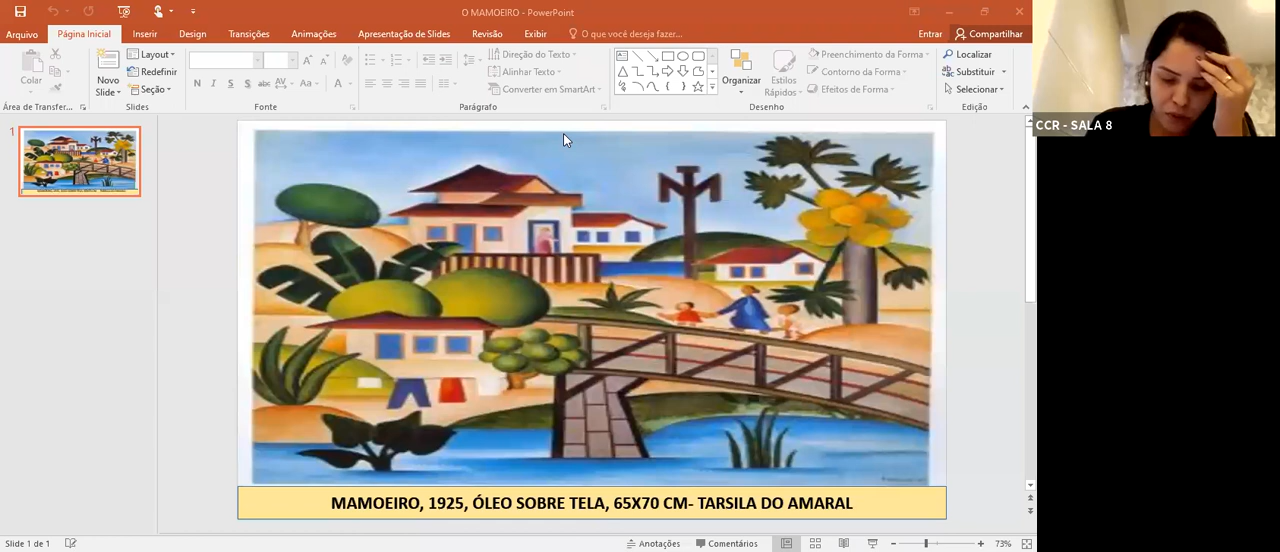 O MAMOEIRO - PowerPoint
Arquivo Página Inicial Inserir Design Transições Animações Apresentação de Slides Revisão Exibir O que você deseja fazer... Entrar Compartilhar
Colar
Novo Slide
Layout
Redefinir
Seção
N I S S abc AV Aa A
Direção do Texto
Alinhar Texto
Converter em SmartArt
Organizar
Estilos Rápidos
Preenchimento da Forma
Contorno da Forma
Efeitos de Forma
Localizar
Substituir
Selecionar
Área de Transfer... Slides Fonte Parágrafo Desenho Edição
CCR - SALA 8
1
MAMOEIRO, 1925, ÓLEO SOBRE TELA, 65X70 CM- TARSILA DO AMARAL
Slide 1 de 1 Anotações Comentários 73%